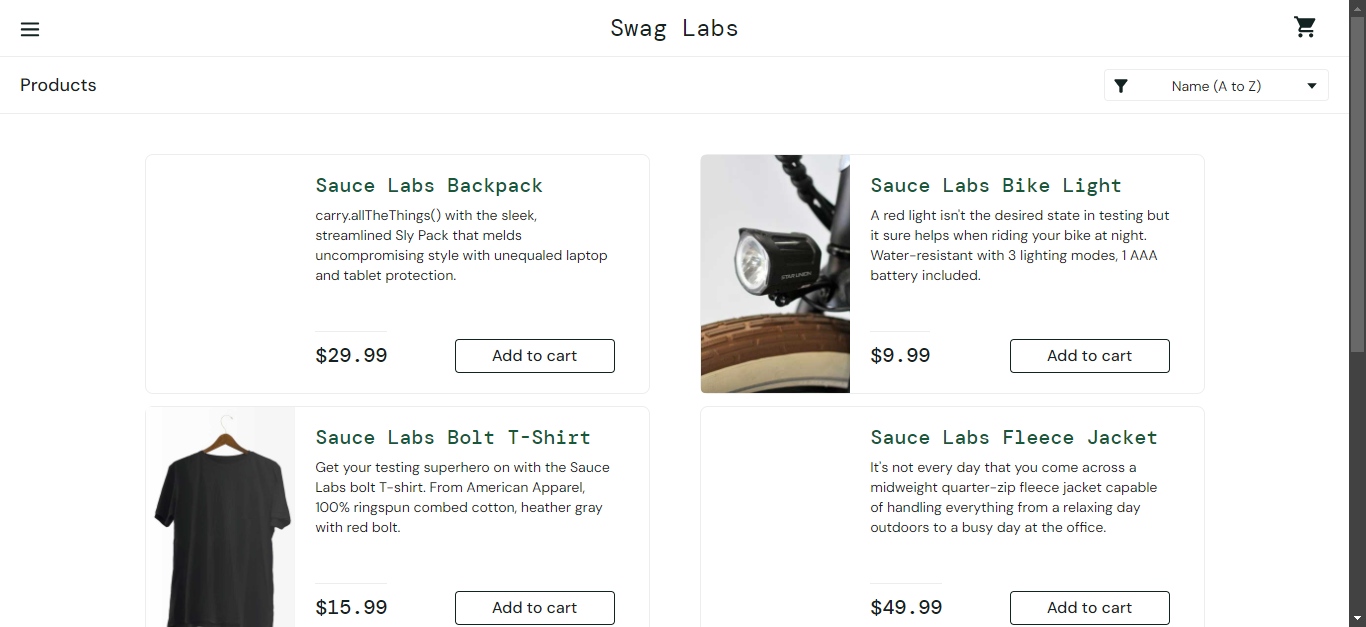 Swag Labs
Products
Name (A to Z)
Sauce Labs Backpack
carry.allTheThings() with the sleek,
streamlined Sly Pack that melds
uncompromising style with unequaled laptop
and tablet protection.
$29.99
Add to cart
STAR UNION
Sauce Labs Bike Light
A red light isn't the desired state in testing but
it sure helps when riding your bike at night.
Water-resistant with 3 lighting modes, 1 AAA
battery included.
$9.99
Add to cart
Sauce Labs Bolt T-Shirt
Get your testing superhero on with the Sauce
Labs bolt T-shirt. From American Apparel,
100% ringspun combed cotton, heather gray
with red bolt.
$15.99
Add to cart
Sauce Labs Fleece Jacket
It's not every day that you come across a
midweight quarter-zip fleece jacket capable
of handling everything from a relaxing day
outdoors to a busy day at the office.
$49.99
Add to cart